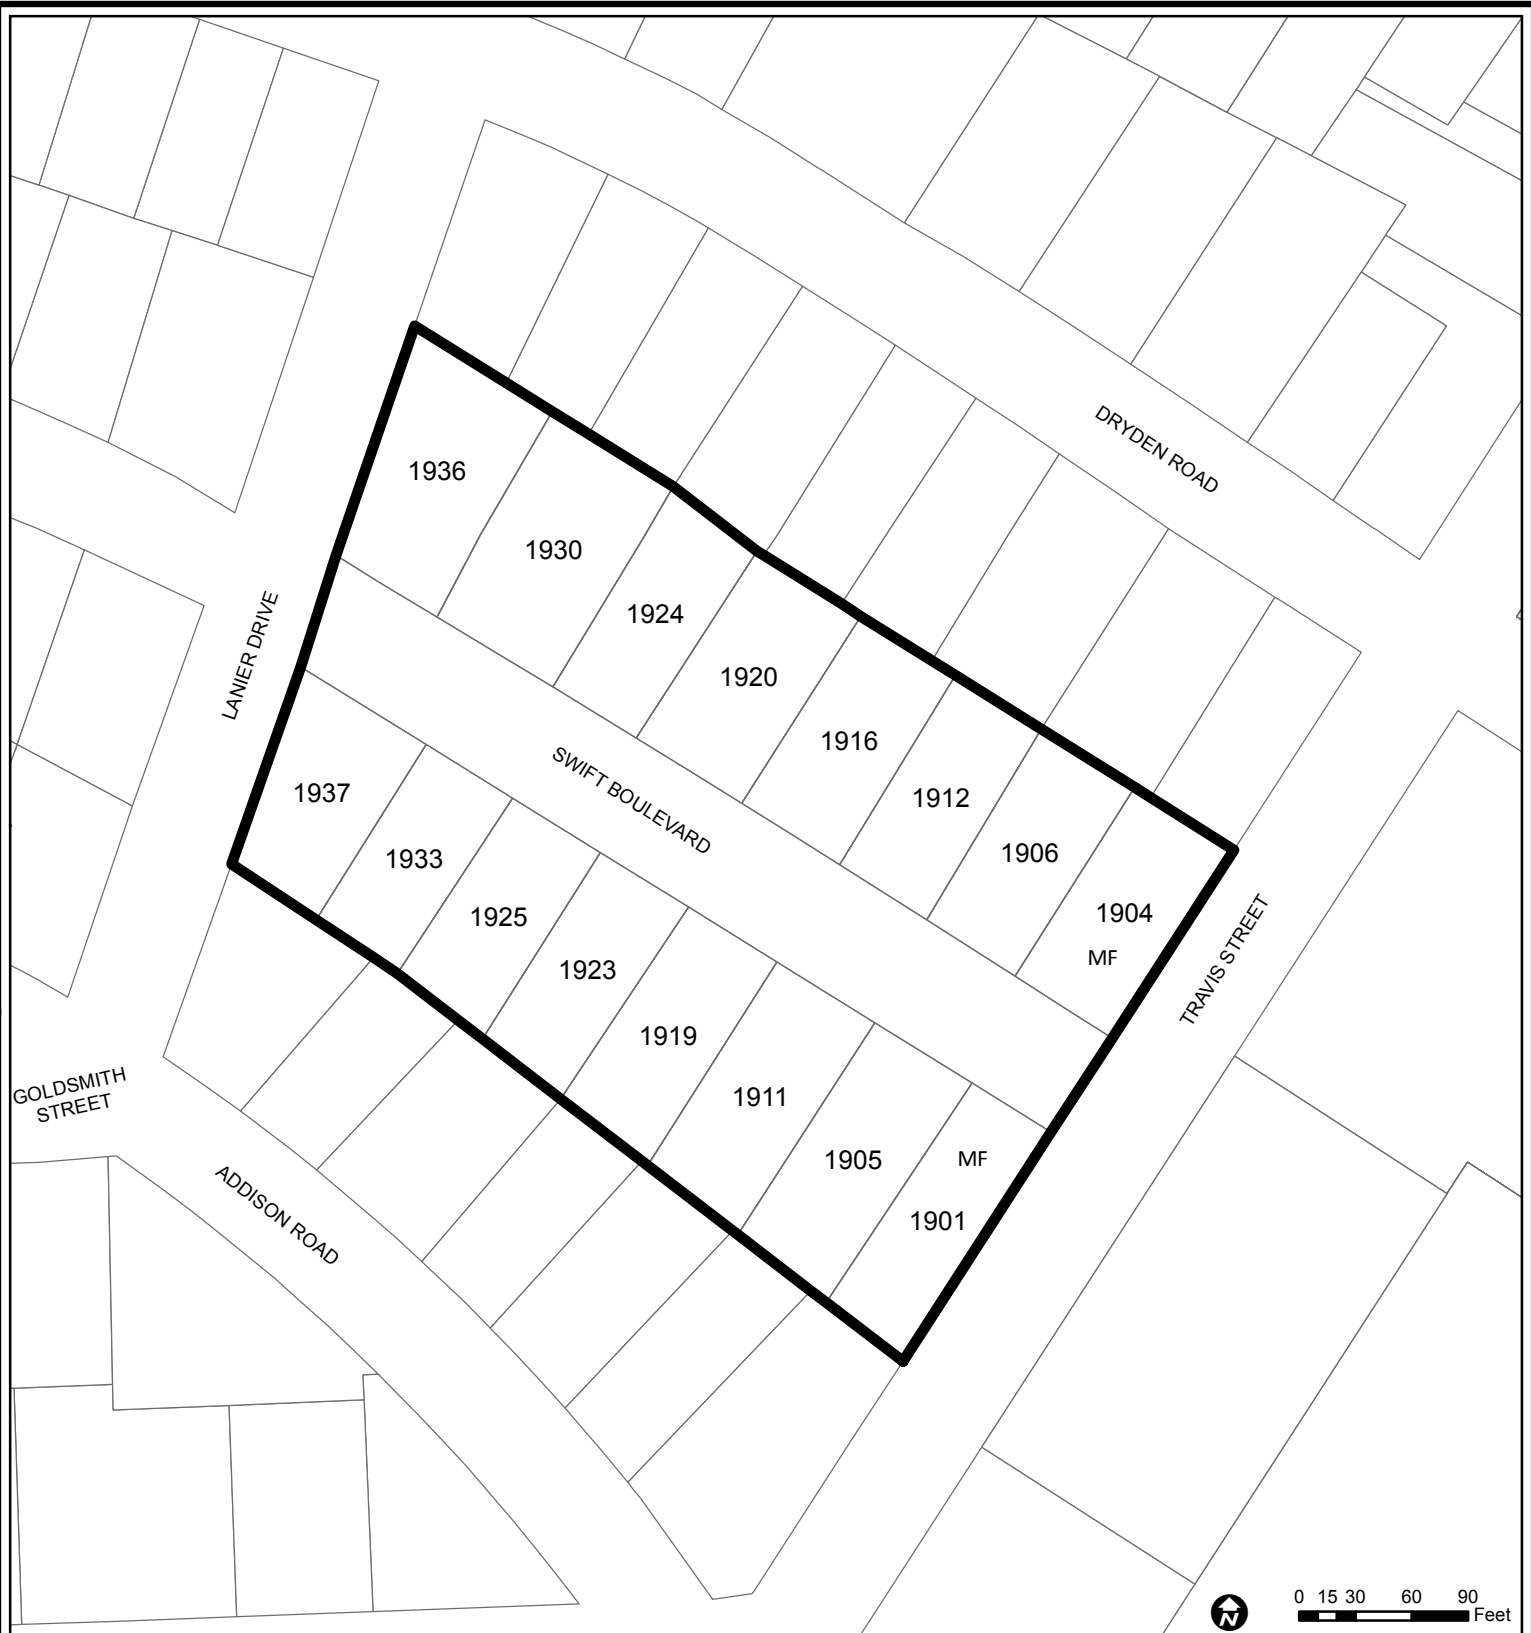 DRYDEN ROAD
1936
1930
1924
1920
1916
1912
1906
1904
MF
LANIER DRIVE
SWIFT BOULEVARD
TRAVIS STREET
1937
1933
1925
1923
1919
1911
1905
MF
1901
GOLDSMITH
STREET
ADDISON ROAD
N
0 15 30 60 90
Feet